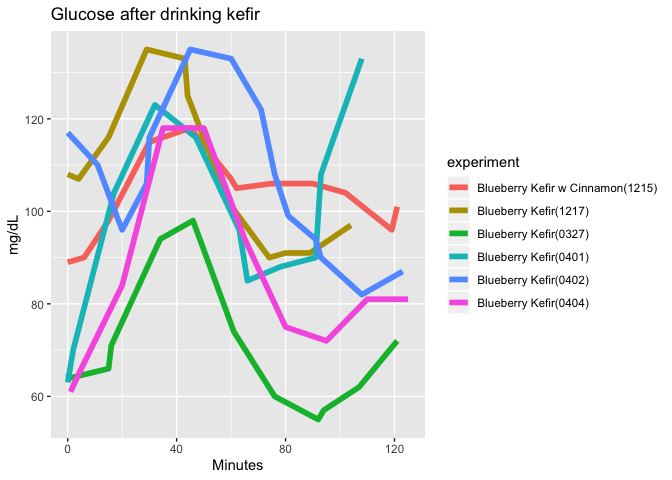 Glucose after drinking kefir
mg/dL
120
100
80
60
0 40 80 120
Minutes
experiment
Blueberry Kefir w Cinnamon(1215)
Blueberry Kefir(1217)
Blueberry Kefir(0327)
Blueberry Kefir(0401)
Blueberry Kefir(0402)
Blueberry Kefir(0404)